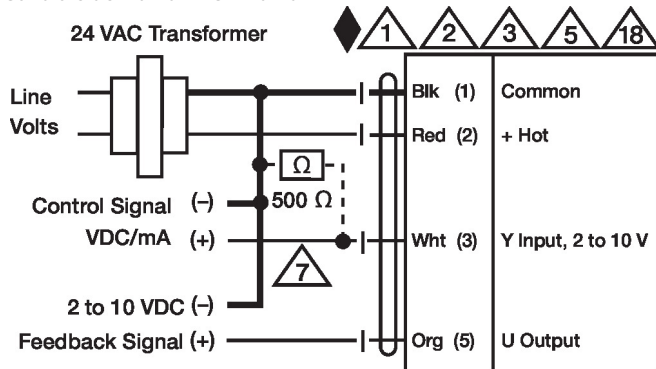 24 VAC Transformer
1 2 3 5 18
Line
Volts
Blk (1) Common
Red (2) + Hot
Ω
500 Ω
Control Signal (–)
VDC/mA (+)
Wht (3) Y Input, 2 to 10 V
7
2 to 10 VDC (–)
Feedback Signal (+)
Org (5) U Output